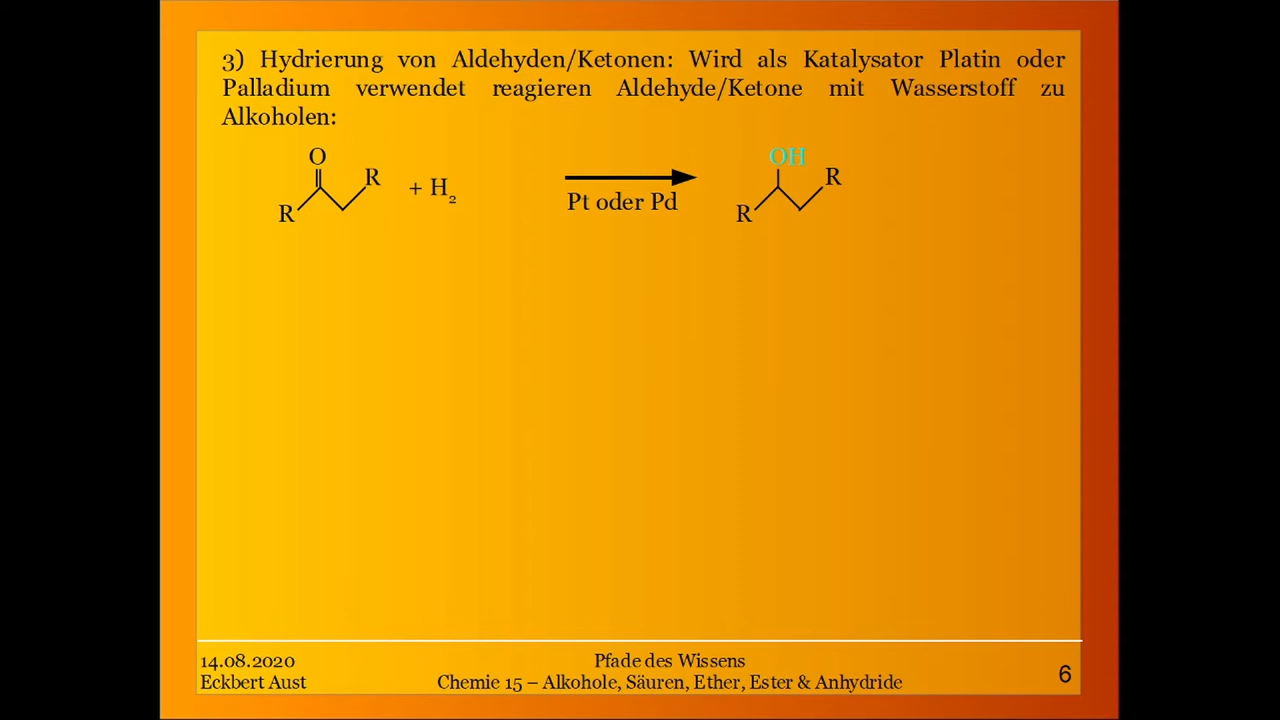 3) Hydrierung von Aldehyden/Ketonen: Wird als Katalysator Platin oder
Palladium verwendet reagieren Aldehyde/Ketone mit Wasserstoff zu
Alkoholen:
O
R
R
+ H₂
Pt oder Pd
OH
R
R
14.08.2020
Eckbert Aust
Pfade des Wissens
Chemie 15 – Alkohole, Säuren, Ether, Ester & Anhydride
6